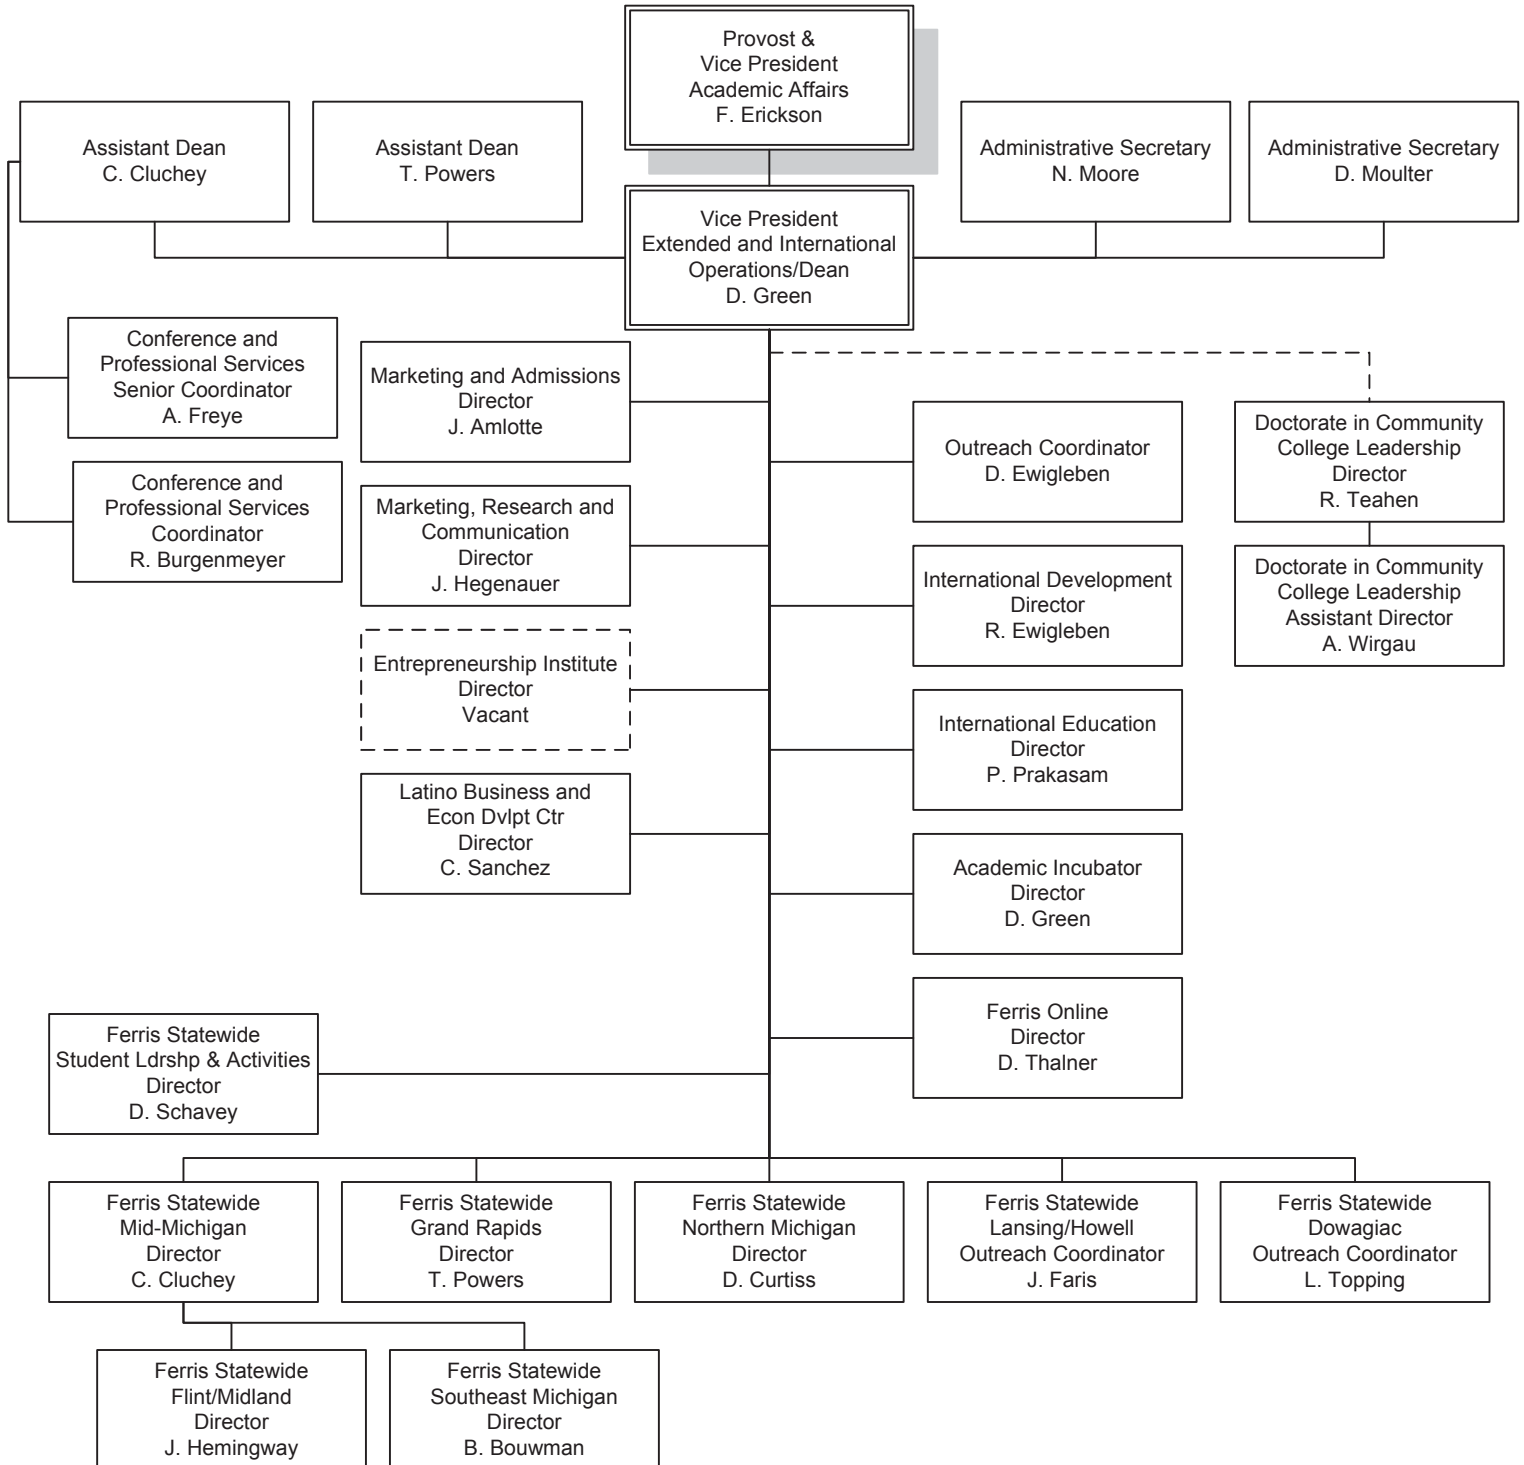 Provost &
Vice President
Academic Affairs
F. Erickson
Assistant Dean
C. Cluchey
Assistant Dean
T. Powers
Administrative Secretary
N. Moore
Administrative Secretary
D. Moulter
Vice President
Extended and International
Operations/Dean
D. Green
Conference and
Professional Services
Senior Coordinator
A. Freye
Conference and
Professional Services
Coordinator
R. Burgenmeyer
Marketing and Admissions
Director
J. Amlotte
Marketing, Research and
Communication
Director
J. Hegenauer
Entrepreneurship Institute
Director
Vacant
Latino Business and
Econ Dvlpt Ctr
Director
C. Sanchez
Outreach Coordinator
D. Ewigleben
International Development
Director
R. Ewigleben
International Education
Director
P. Prakasam
Academic Incubator
Director
D. Green
Ferris Online
Director
D. Thalner
Doctorate in Community
College Leadership
Director
R. Teahen
Doctorate in Community
College Leadership
Assistant Director
A. Wirgau
Ferris Statewide
Student Ldrshp & Activities
Director
D. Schavey
Ferris Statewide
Mid-Michigan
Director
C. Cluchey
Ferris Statewide
Grand Rapids
Director
T. Powers
Ferris Statewide
Northern Michigan
Director
D. Curtiss
Ferris Statewide
Lansing/Howell
Outreach Coordinator
J. Faris
Ferris Statewide
Dowagiac
Outreach Coordinator
L. Topping
Ferris Statewide
Flint/Midland
Director
J. Hemingway
Ferris Statewide
Southeast Michigan
Director
B. Bouwman